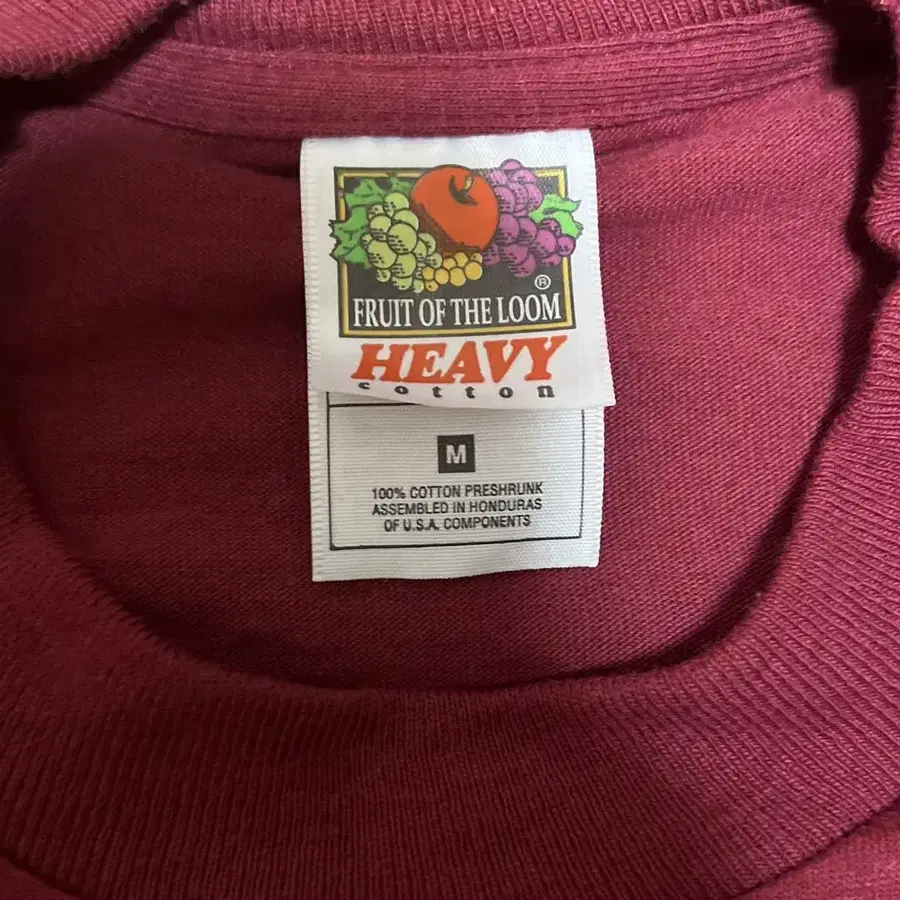 ®
FRUIT OF THE LOOM
HEAVY
cotton
M
100% COTTON PRESHRUNK
ASSEMBLED IN HONDURAS
OF U.S.A. COMPONENTS